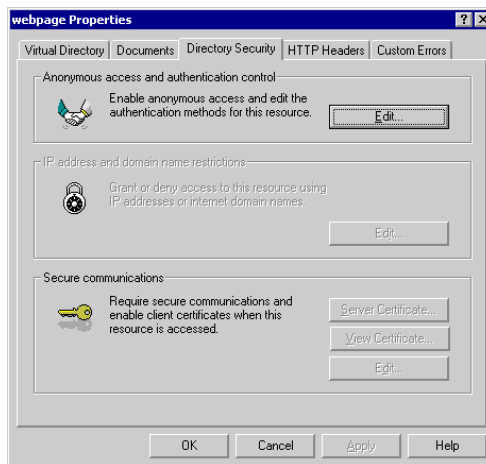 webpage Properties
Virtual Directory Documents Directory Security HTTP Headers Custom Errors
Anonymous access and authentication control
Enable anonymous access and edit the
authentication methods for this resource.
Edit...
IP address and domain name restrictions
Grant or deny access to this resource using
IP addresses or internet domain names.
Edit...
Secure communications
Require secure communications and
enable client certificates when this
resource is accessed.
Server Certificate...
View Certificate...
Edit...
OK Cancel Apply Help